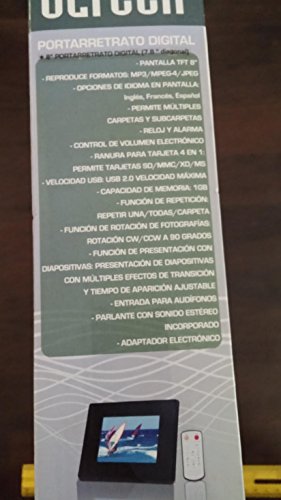 PORTARRETRATO DIGITAL
8" PORTARRETRATO DIGITAL (7.8" diagonal)
- PANTALLA TFT 8"
- REPRODUCE FORMATOS: MP3/MPEG-4/JPEG
- OPCIONES DE IDIOMA EN PANTALLA:
Inglés, Francés, Español
- PERMITE MÚLTIPLES
CARPETAS Y SUBCARPETAS
- RELOJ Y ALARMA
- CONTROL DE VOLUMEN ELECTRÓNICO
- RANURA PARA TARJETA 4 EN 1:
PERMITE TARJETAS SD/MMC/XD/MS
- VELOCIDAD USB: USB 2.0 VELOCIDAD MÁXIMA
- CAPACIDAD DE MEMORIA: 1GB
- FUNCIÓN DE REPETICIÓN:
REPETIR UNA/TODAS/CARPETA
- FUNCIÓN DE ROTACIÓN DE FOTOGRAFÍAS:
ROTACIÓN CW/CCW A 90 GRADOS
- FUNCIÓN DE PRESENTACIÓN CON
DIAPOSITIVAS: PRESENTACIÓN DE DIAPOSITIVAS
CON MÚLTIPLES EFECTOS DE TRANSICIÓN
Y TIEMPO DE APARICIÓN AJUSTABLE
- ENTRADA PARA AUDÍFONOS
- PARLANTE CON SONIDO ESTÉREO
INCORPORADO
- ADAPTADOR ELECTRÓNICO